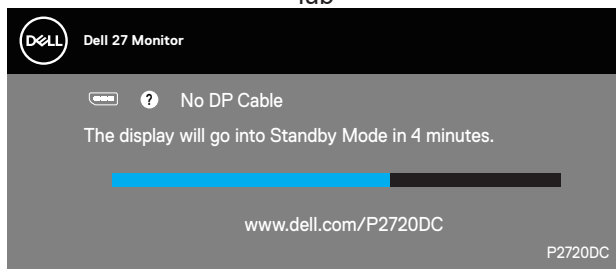 DELL
Dell 27 Monitor
? No DP Cable
The display will go into Standby Mode in 4 minutes.
www.dell.com/P2720DC
P2720DC